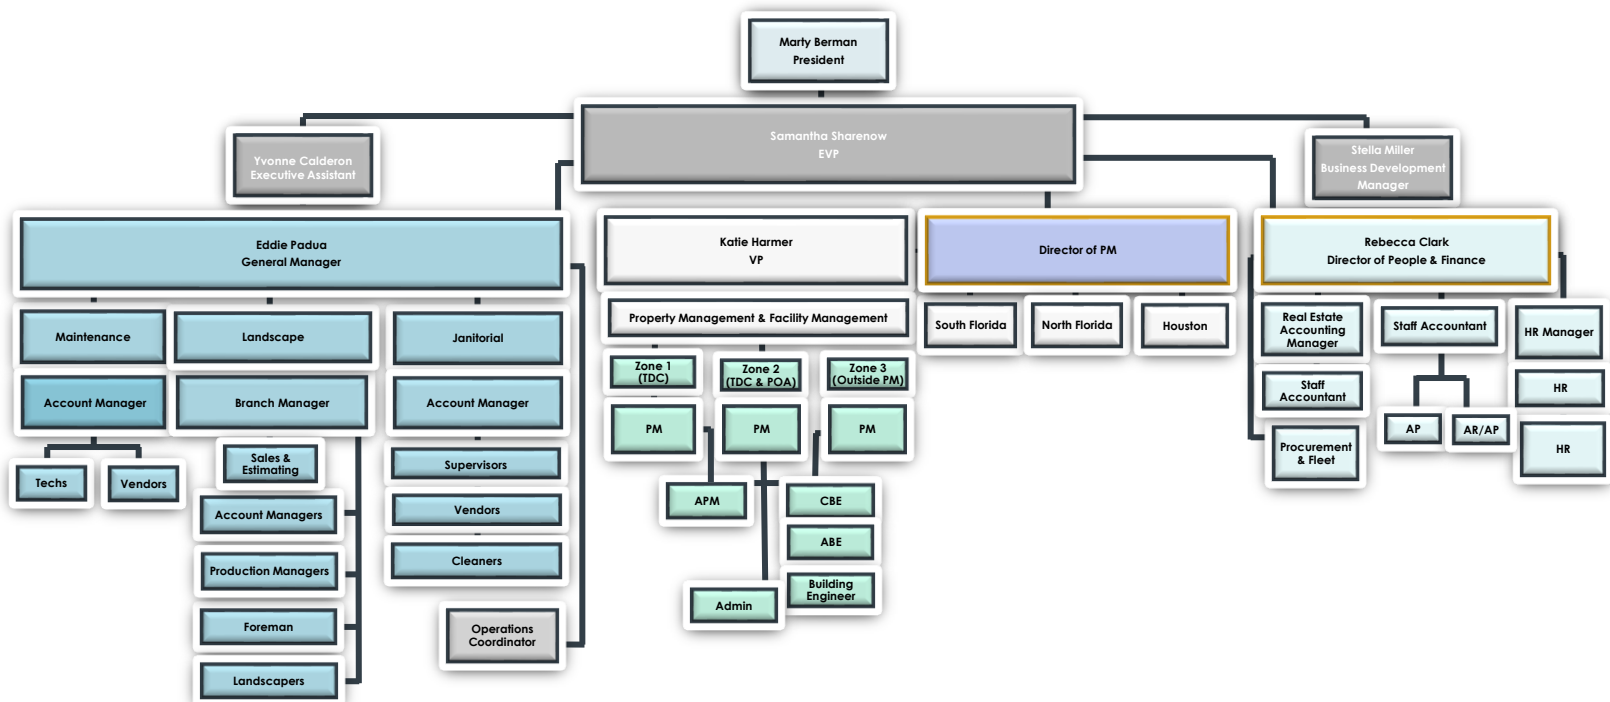 Marty Berman
President
Samantha Sharenow
EVP
Yvonne Calderon
Executive Assistant
Stella Miller
Business Development
Manager
Eddie Padua
General Manager
Katie Harmer
VP
Director of PM
Rebecca Clark
Director of People & Finance
Maintenance
Landscape
Janitorial
Property Management & Facility Management
South Florida
North Florida
Houston
Real Estate
Accounting
Manager
Staff Accountant
HR Manager
Account Manager
Branch Manager
Account Manager
Zone 1
(TDC)
Zone 2
(TDC & POA)
Zone 3
(Outside PM)
Staff
Accountant
HR
PM
PM
PM
Procurement
& Fleet
AP
AR/AP
HR
Techs
Vendors
Sales &
Estimating
Account Managers
Production Managers
Foreman
Landscapers
Supervisors
Vendors
Cleaners
Operations
Coordinator
APM
CBE
ABE
Building
Engineer
Admin